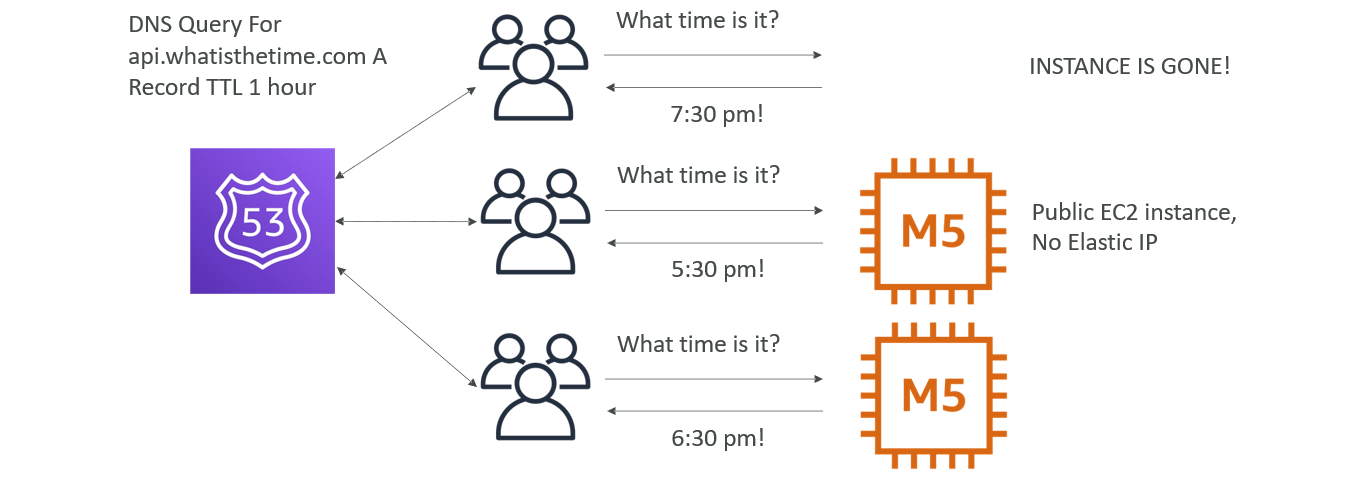 DNS Query For
api.whatisthetime.com A
Record TTL 1 hour
What time is it?
7:30 pm!
INSTANCE IS GONE!
53
What time is it?
5:30 pm!
M5
Public EC2 instance,
No Elastic IP
What time is it?
6:30 pm!
M5